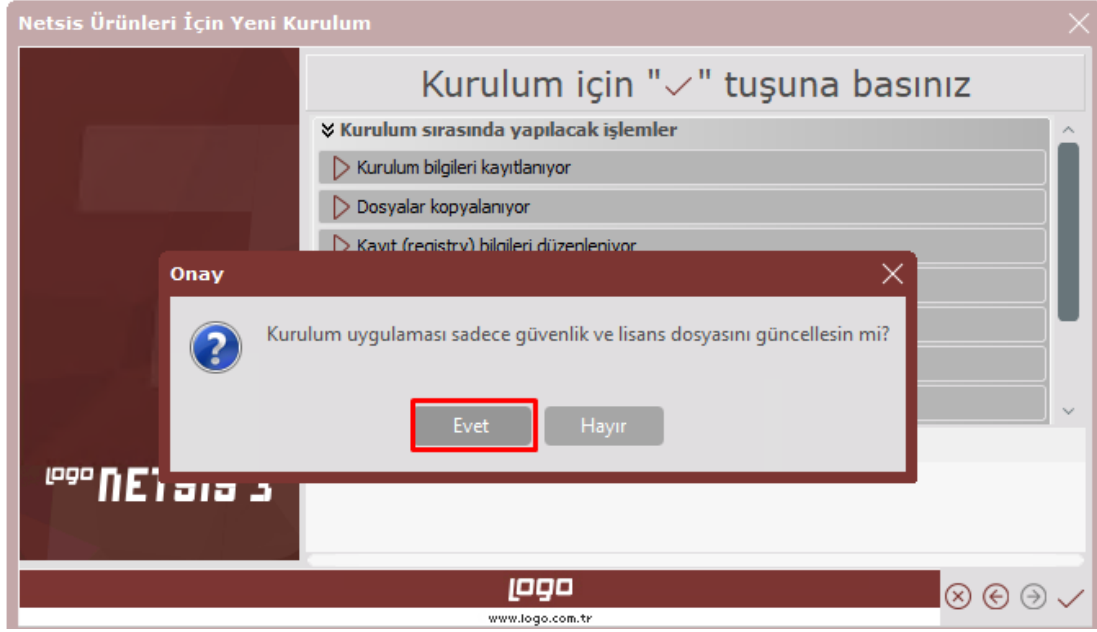 Netsis Ürünleri İçin Yeni Kurulum
Kurulum için "✓" tuşuna basınız
Kurulum sırasında yapılacak işlemler
Kurulum bilgileri kayıtlanıyor
Dosyalar kopyalanıyor
Kayıt (registry) bilgileri düzenleniyor
Onay
Kurulum uygulaması sadece güvenlik ve lisans dosyasını güncellesin mi?
Evet
Hayır
LOGO NETSIS 3
LOGO
www.logo.com.tr